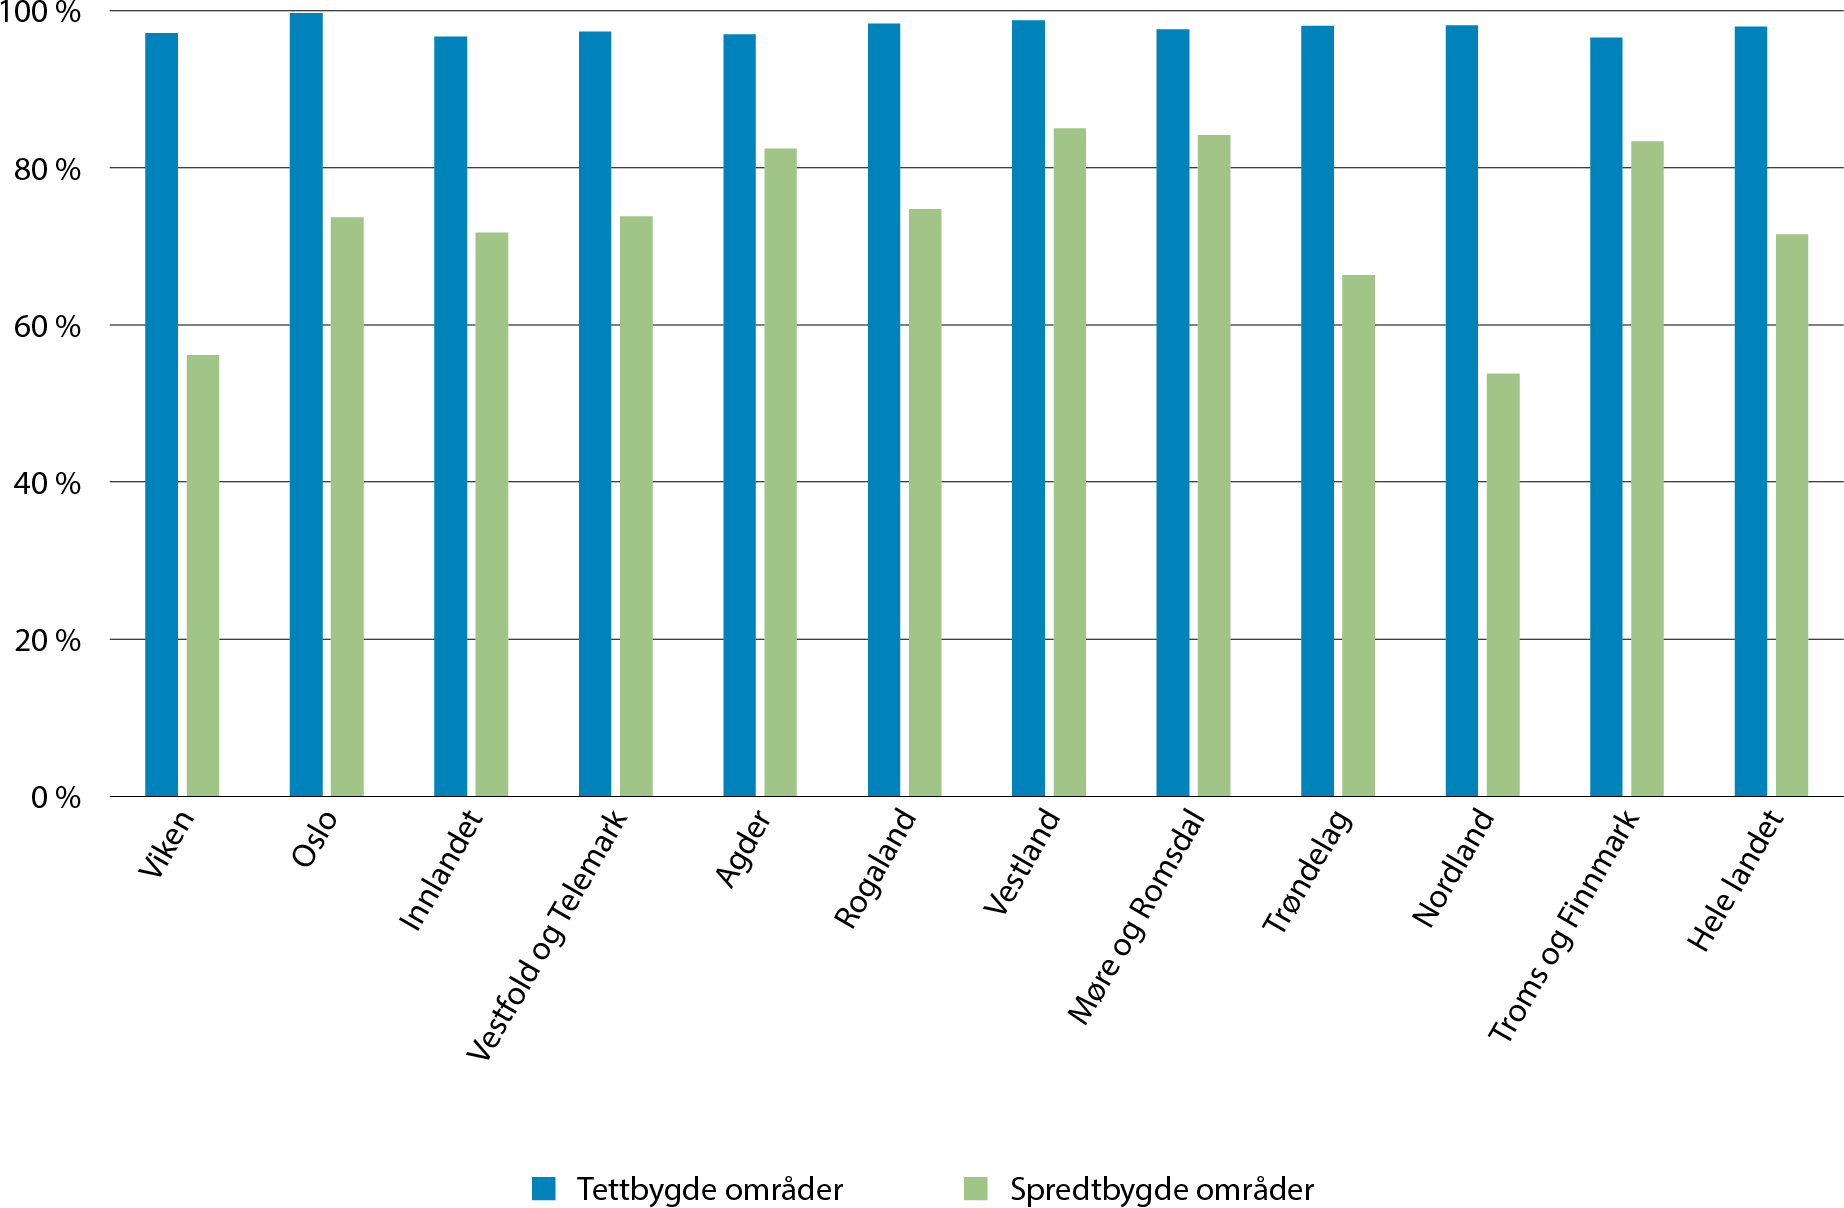 100 %
80 %
60 %
40 %
20 %
0 %
Viken
Oslo
Innlandet
Vestfold og Telemark
Agder
Rogaland
Vestland
Møre og Romsdal
Trøndelag
Nordland
Troms og Finnmark
Hele landet
Tettbygde områder
Spredtbygde områder